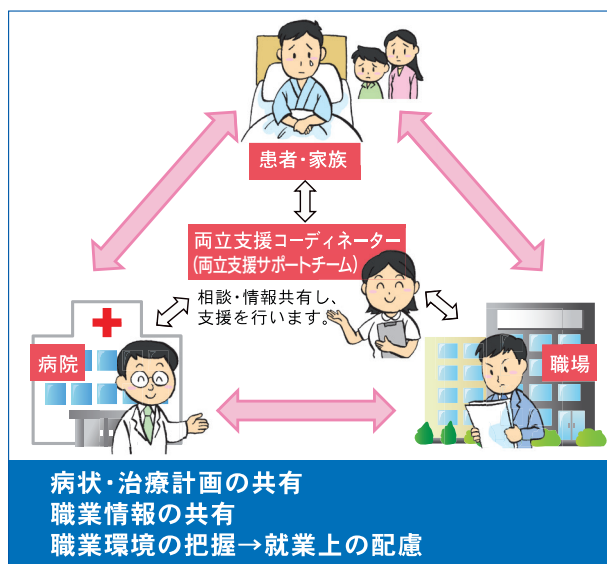 患者・家族
両立支援コーディネーター
(両立支援サポートチーム)
相談・情報共有し、
支援を行います。
病院
職場
病状・治療計画の共有
職業情報の共有
職業環境の把握→就業上の配慮